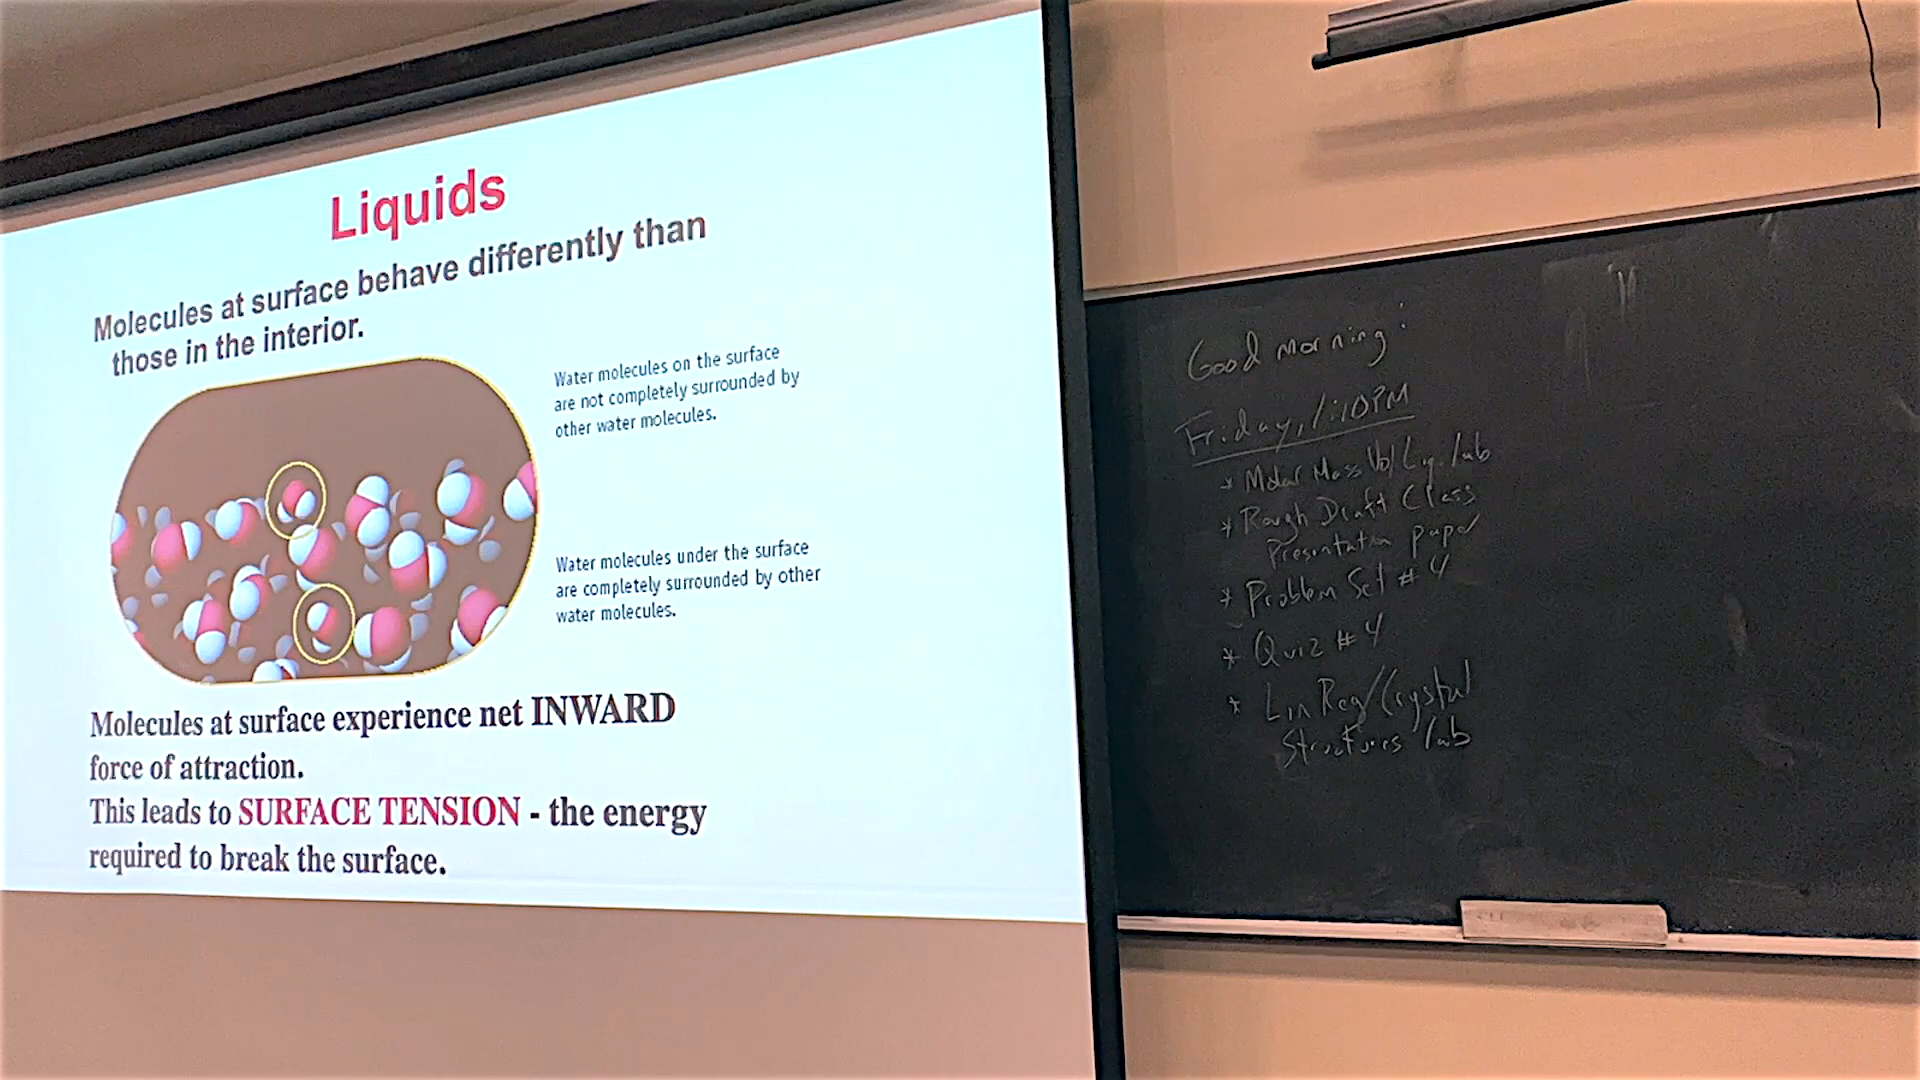 Liquids
Molecules at surface behave differently than
those in the interior.
Water molecules on the surface
are not completely surrounded by
other water molecules.
Water molecules under the surface
are completely surrounded by other
water molecules.
Molecules at surface experience net INWARD
force of attraction.
This leads to SURFACE TENSION - the energy
required to break the surface.
Good morning:
Friday, 1:10PM
* Molar Mass Vol Liq. lab
* Rough Draft Class
Presentation paper
* Problem Set # 4
* Quiz # 4
* Lin Reg/Crystal
Structures lab